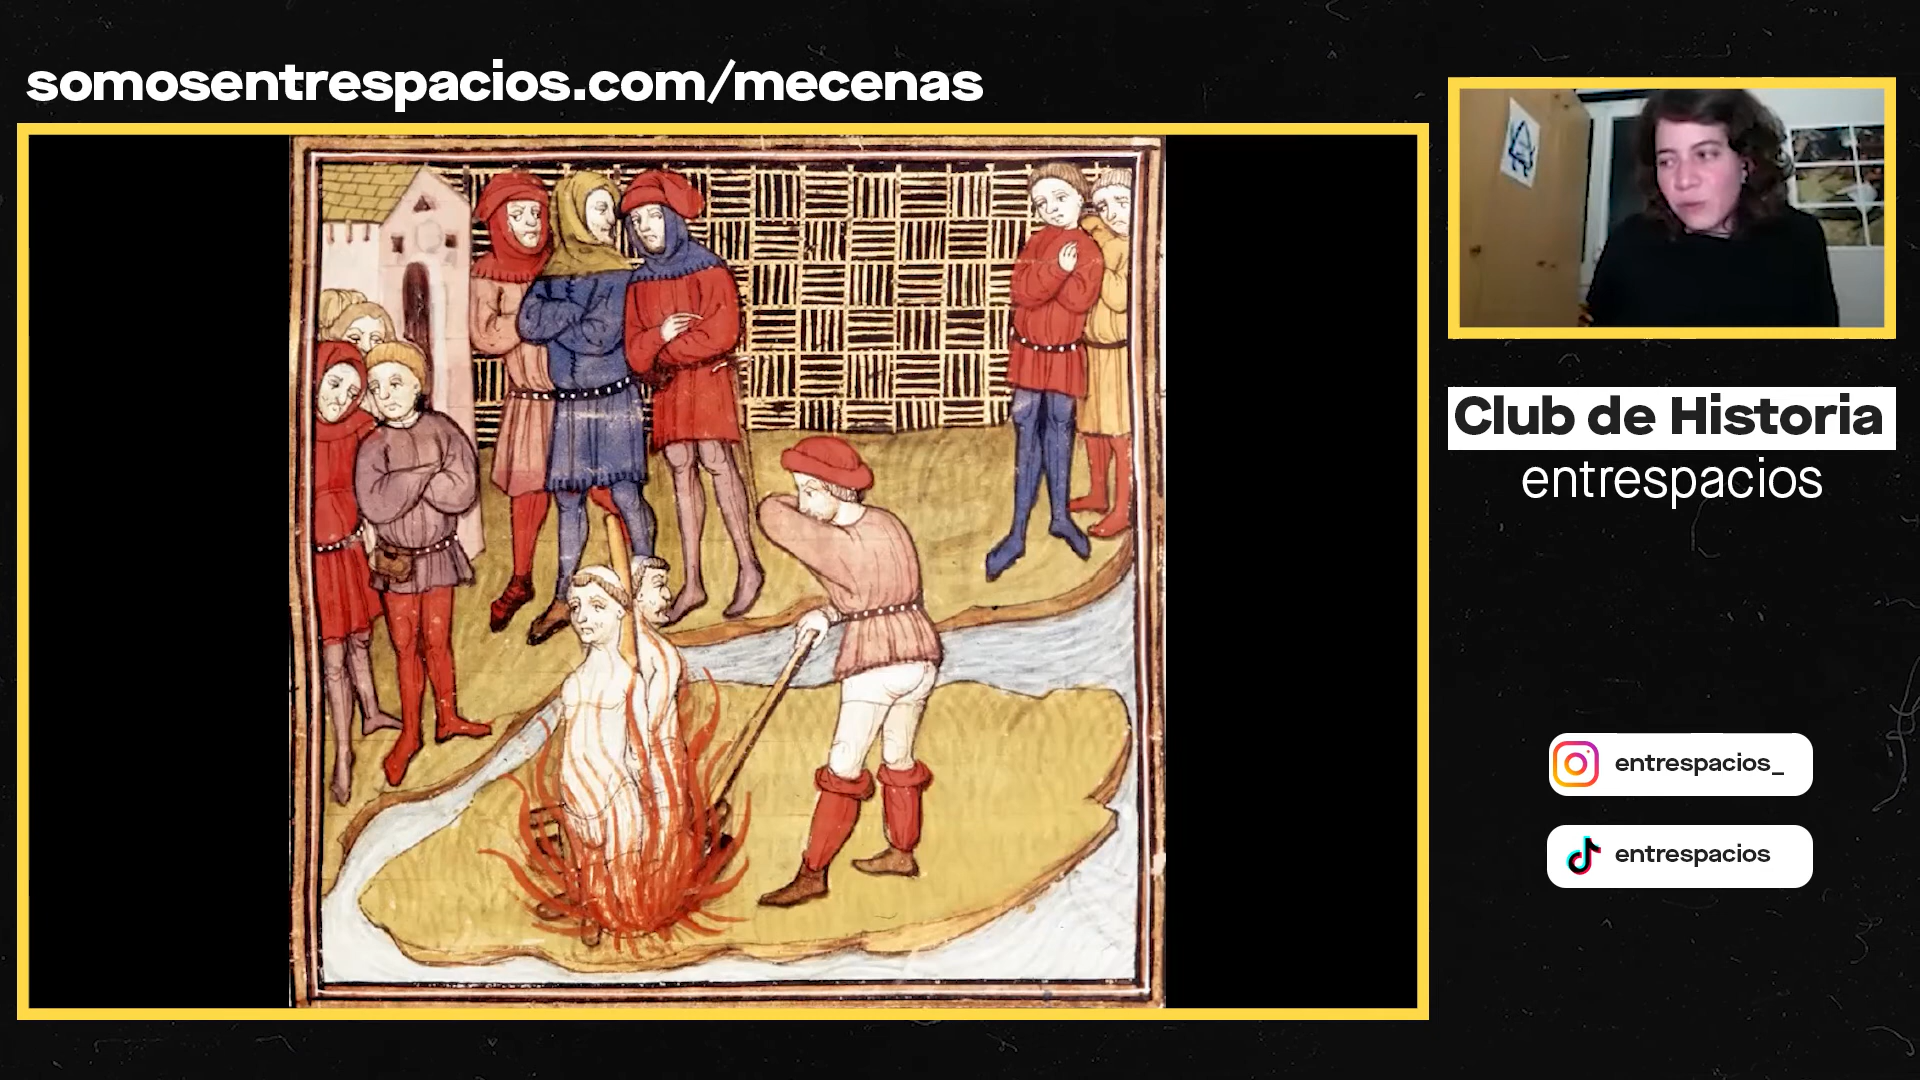 somosentrespacios.com/mecenas
Club de Historia
entrespacios
entrespacios_
entrespacios